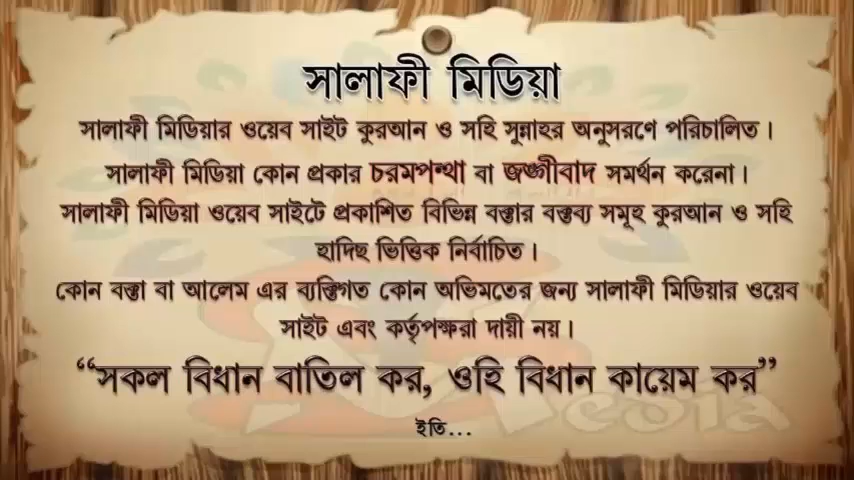 সালাফী মিডিয়া
সালাফী মিডিয়ার ওয়েব সাইট কুরআন ও সহি সুন্নাহর অনুসরণে পরিচালিত।
সালাফী মিডিয়া কোন প্রকার চরমপন্থা বা জঙ্গীবাদ সমর্থন করেনা।
সালাফী মিডিয়া ওয়েব সাইটে প্রকাশিত বিভিন্ন বক্তার বক্তব্য সমূহ কুরআন ও সহি
হাদিছ ভিত্তিক নির্বাচিত।
কোন বক্তা বা আলেম এর ব্যক্তিগত কোন অভিমতের জন্য সালাফী মিডিয়ার ওয়েব
সাইট এবং কর্তৃপক্ষরা দায়ী নয়।
“সকল বিধান বাতিল কর, ওহি বিধান কায়েম কর”
ইতি...